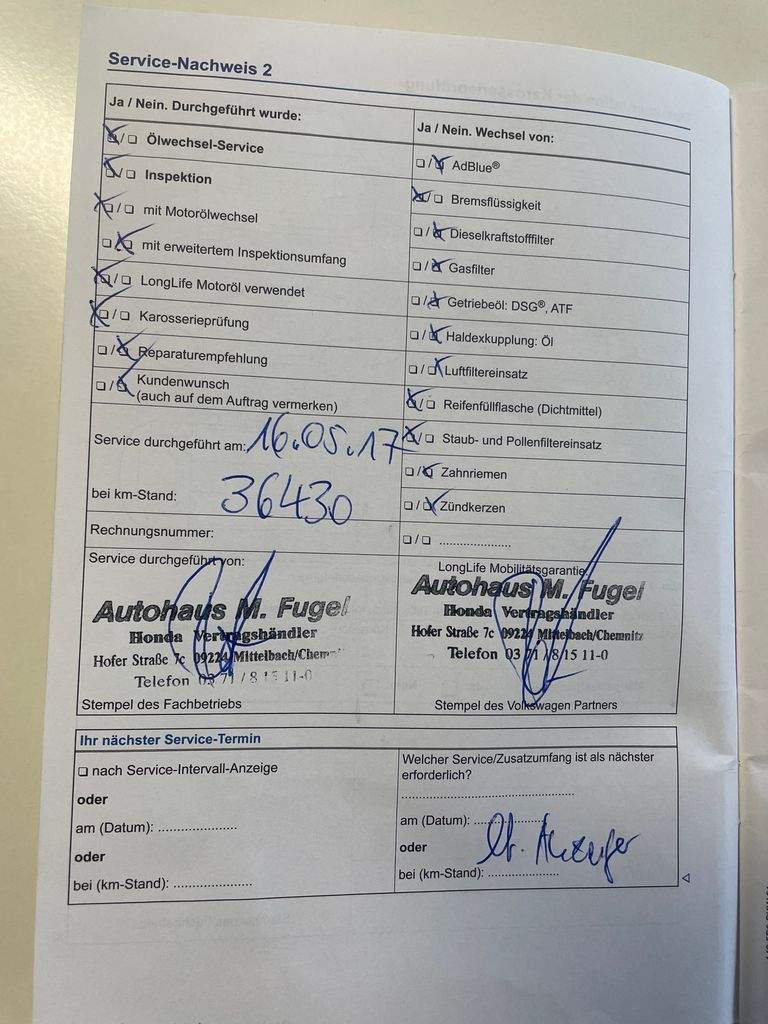 Service-Nachweis 2
Ja / Nein. Durchgeführt wurde:
❏/❏ Ölwechsel-Service
❏/❏ Inspektion
❏/❏ mit Motorölwechsel
❏/❏ mit erweitertem Inspektionsumfang
❏/❏ LongLife Motoröl verwendet
❏/❏ Karosserieprüfung
❏/❏ Reparaturempfehlung
❏/❏ Kundenwunsch
(auch auf dem Auftrag vermerken)
Ja / Nein. Wechsel von:
❏/❏ AdBlue®
❏/❏ Bremsflüssigkeit
❏/❏ Dieselkraftstofffilter
❏/❏ Gasfilter
❏/❏ Getriebeöl: DSG®, ATF
❏/❏ Haldexkupplung: Öl
❏/❏ Luftfiltereinsatz
❏/❏ Reifenfüllflasche (Dichtmittel)
❏/❏ Staub- und Pollenfiltereinsatz
❏/❏ Zahnriemen
❏/❏ Zündkerzen
❏/❏ ......................
Service durchgeführt am: 16.05.17
bei km-Stand: 36430
Rechnungsnummer:
Service durchgeführt von:
Autohaus M. Fugel
Honda Vertragshändler
Hofer Straße 7c 09224 Mittelbach/Chemnitz
Telefon 03 71 / 8 15 11-0
Stempel des Fachbetriebs
LongLife Mobilitätsgarantie:
Autohaus M. Fugel
Honda Vertragshändler
Hofer Straße 7c 09224 Mittelbach/Chemnitz
Telefon 03 71 / 8 15 11-0
Stempel des Volkswagen Partners
Ihr nächster Service-Termin
❏ nach Service-Intervall-Anzeige
oder
am (Datum): ......................
oder
bei (km-Stand): ......................
Welcher Service/Zusatzumfang ist als nächster
erforderlich?
................................................
am (Datum): ......................
oder
bei (km-Stand): ....................
lt. Anzeige